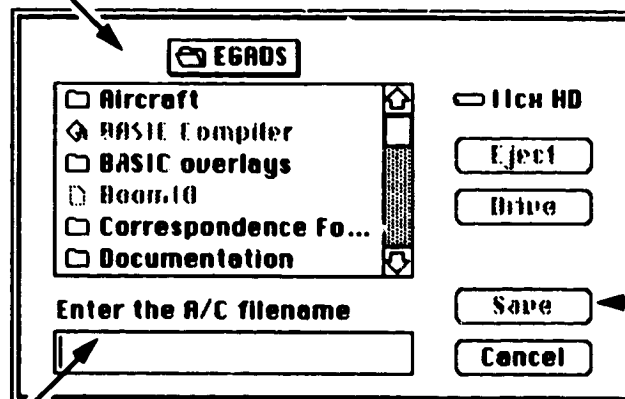 EGADS
Aircraft
BASIC Compiler
BASIC overlays
Boom.10
Correspondence Fo...
Documentation
IIcx HD
Eject
Drive
Enter the A/C filename
Save
Cancel